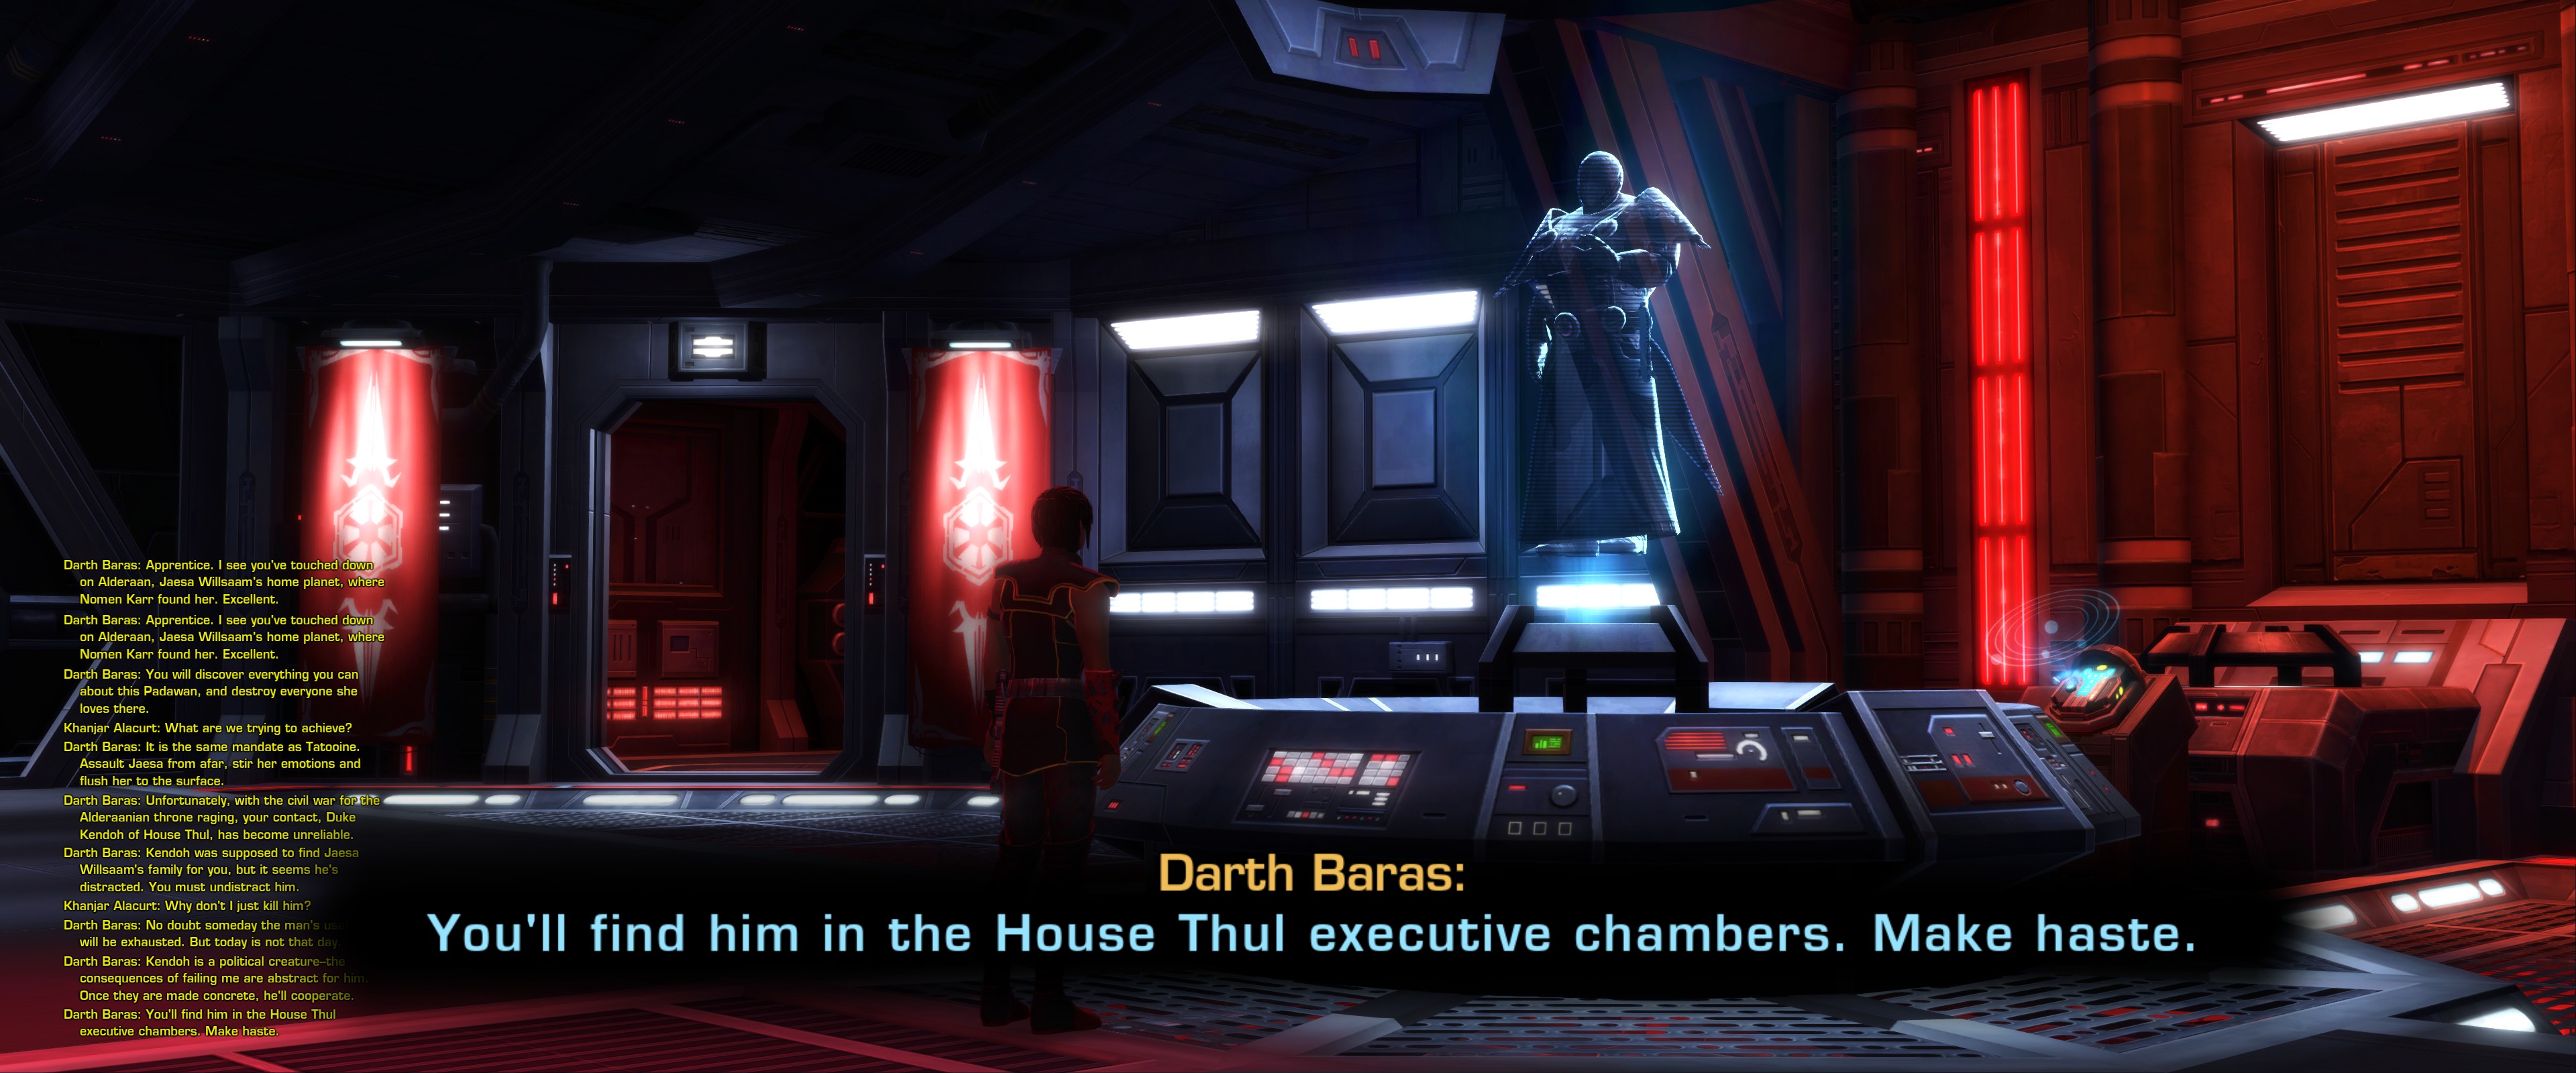 Darth Baras: Apprentice. I see you've touched down
on Alderaan, Jaesa Willsaam's home planet, where
Nomen Karr found her. Excellent.
Darth Baras: Apprentice. I see you've touched down
on Alderaan, Jaesa Willsaam's home planet, where
Nomen Karr found her. Excellent.
Darth Baras: You will discover everything you can
about this Padawan, and destroy everyone she
loves there.
Khanjar Alacurt: What are we trying to achieve?
Darth Baras: It is the same mandate as Tatooine.
Assault Jaesa from afar, stir her emotions and
flush her to the surface.
Darth Baras: Unfortunately, with the civil war for the
Alderaanian throne raging, your contact, Duke
Kendoh of House Thul, has become unreliable.
Darth Baras: Kendoh was supposed to find Jaesa
Willsaam's family for you, but it seems he's
distracted. You must undistract him.
Khanjar Alacurt: Why don't I just kill him?
Darth Baras: No doubt someday the man's
will be exhausted. But today is not that day.
Darth Baras: Kendoh is a political creature–the
consequences of failing me are abstract for him.
Once they are made concrete, he'll cooperate.
Darth Baras: You'll find him in the House Thul
executive chambers. Make haste.
Darth Baras:
You'll find him in the House Thul executive chambers. Make haste.